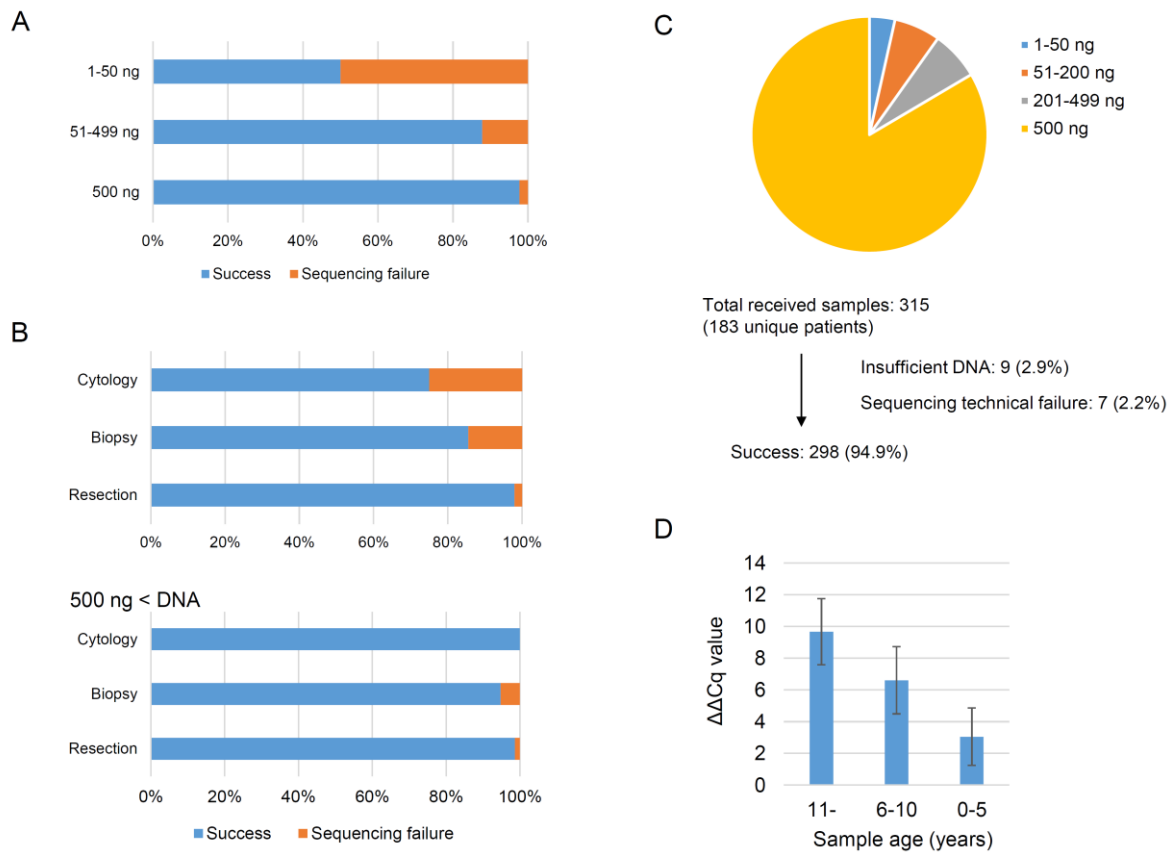 A
1-50 ng
51-499 ng
500 ng
0% 20% 40% 60% 80% 100%
Success Sequencing failure
B
Cytology
Biopsy
Resection
0% 20% 40% 60% 80% 100%
500 ng < DNA
Cytology
Biopsy
Resection
0% 20% 40% 60% 80% 100%
Success Sequencing failure
C
1-50 ng
51-200 ng
201-499 ng
500 ng
Total received samples: 315
(183 unique patients)
Insufficient DNA: 9 (2.9%)
Sequencing technical failure: 7 (2.2%)
Success: 298 (94.9%)
D
ΔΔCq value
14
12
10
8
6
4
2
0
11- 6-10 0-5
Sample age (years)